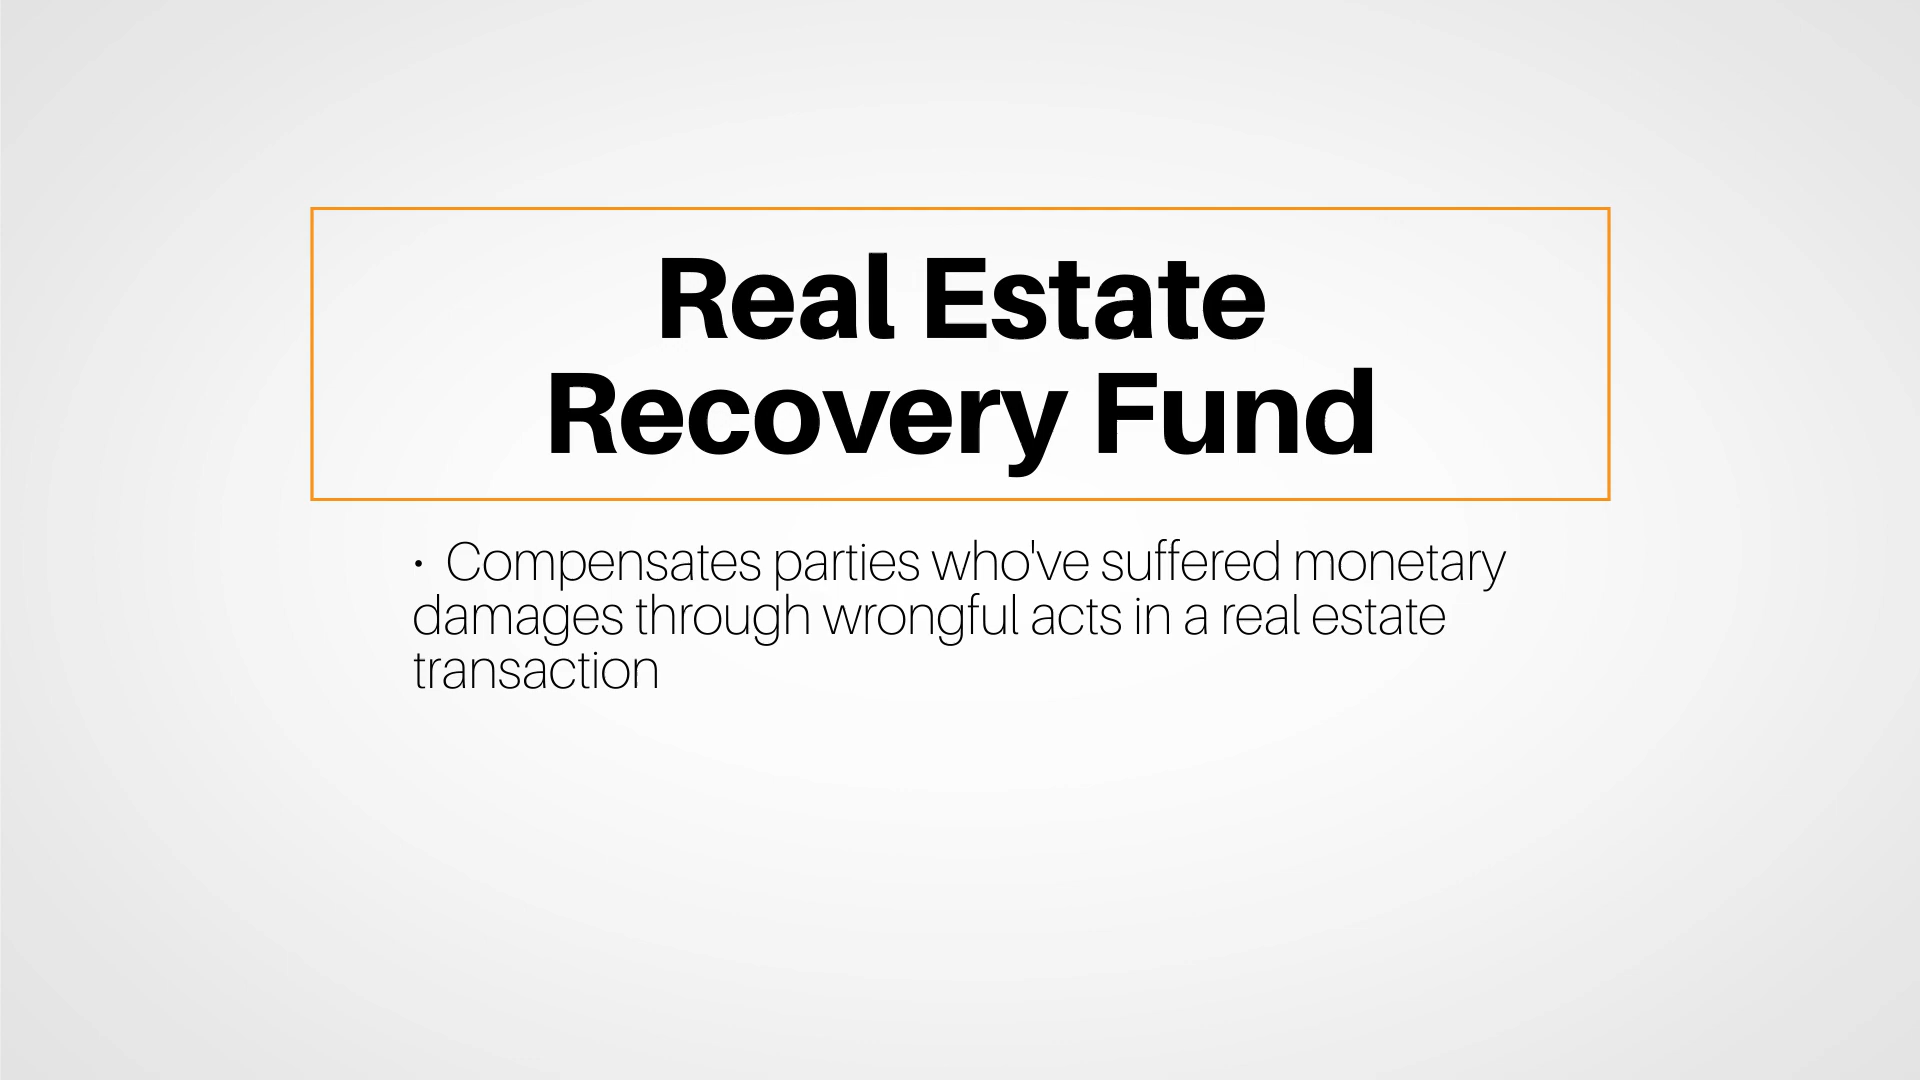 Real Estate
Recovery Fund
· Compensates parties who've suffered monetary
damages through wrongful acts in a real estate
transaction